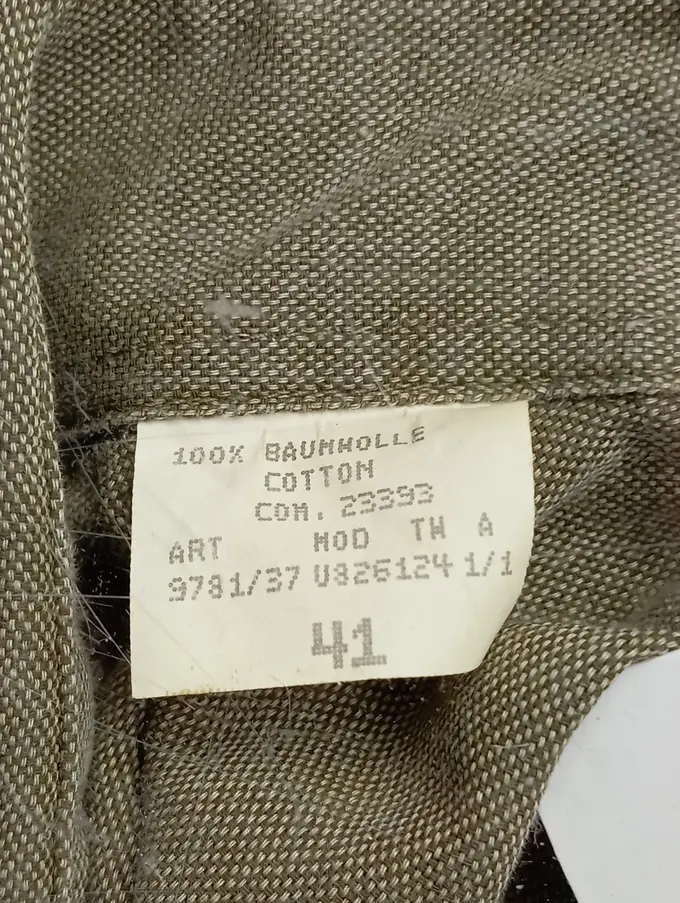 100% BAUMWOLLE
COTTON
COM. 23393
ART MOD TW A
9781/37 U826124 1/1
41